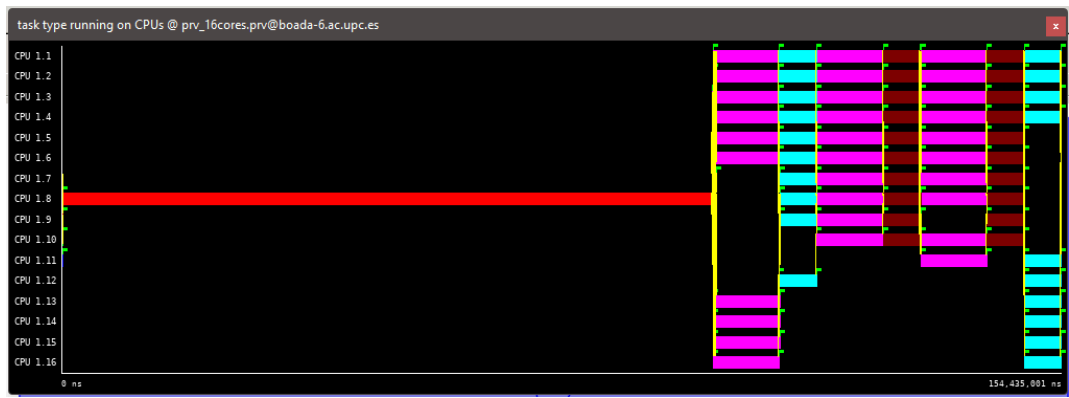 task type running on CPUs @ prv_16cores.prv@boada-6.ac.upc.es
x
CPU 1.1
CPU 1.2
CPU 1.3
CPU 1.4
CPU 1.5
CPU 1.6
CPU 1.7
CPU 1.8
CPU 1.9
CPU 1.10
CPU 1.11
CPU 1.12
CPU 1.13
CPU 1.14
CPU 1.15
CPU 1.16
0 ns
154,435,001 ns